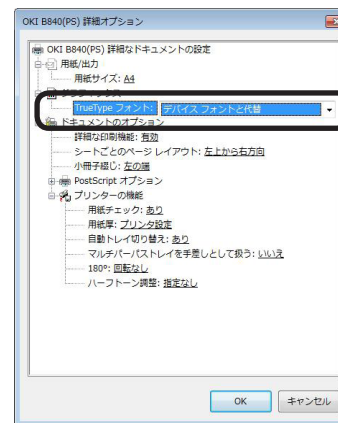 OKI B840(PS) 詳細オプション
OKI B840(PS) 詳細なドキュメントの設定
用紙/出力
用紙サイズ: A4
グラフィックス
TrueType フォント: デバイス フォントと代替
ドキュメントのオプション
詳細な印刷機能: 有効
シートごとのページ レイアウト: 左上から右方向
小冊子綴じ: 左の端
PostScript オプション
プリンターの機能
用紙チェック: あり
用紙厚: プリンタ設定
自動トレイ切り替え: あり
マルチパーパストレイを手差しとして扱う: いいえ
180°: 回転なし
ハーフトーン調整: 指定なし
OK
キャンセル